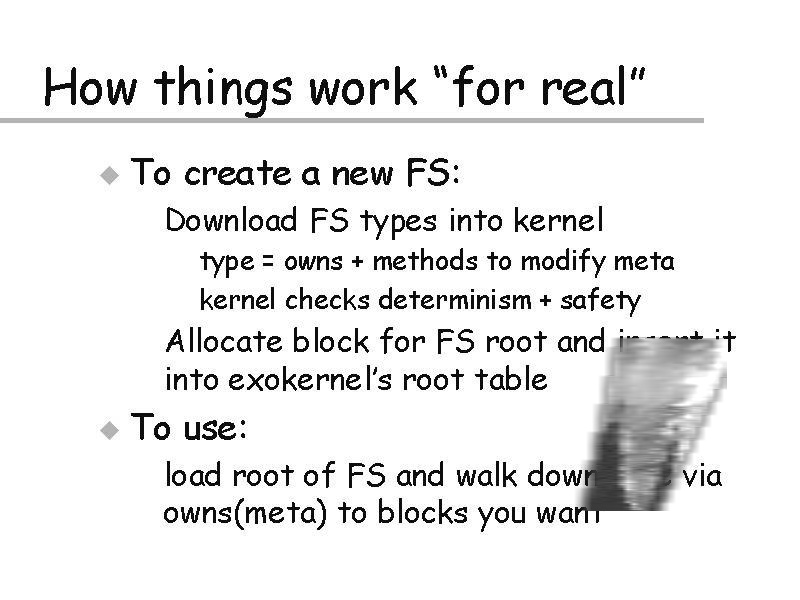 How things work “for real”
To create a new FS:
Download FS types into kernel
type = owns + methods to modify meta
kernel checks determinism + safety
Allocate block for FS root and insert it
into exokernel’s root table
To use:
load root of FS and walk down via
owns(meta) to blocks you want